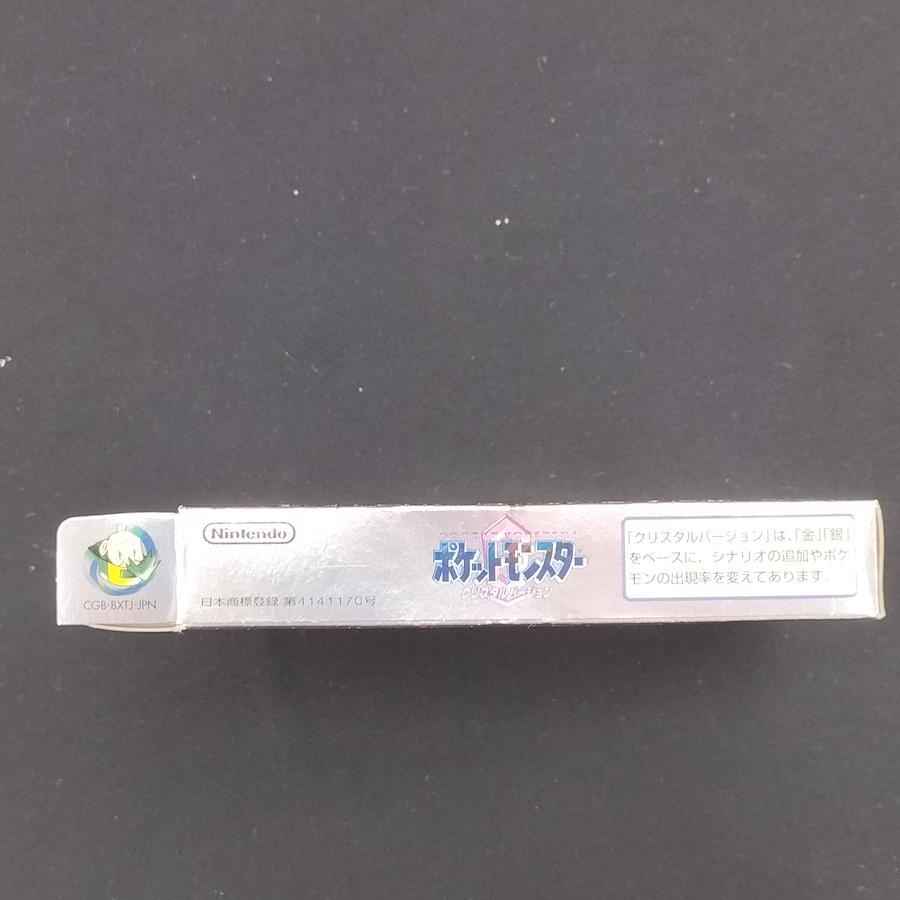 Nintendo
日本商標登録 第4141170号
CGB-BXTJ-JPN
ポケットモンスター
クリスタルバージョン
「クリスタルバージョン」は、「金」「銀」
をベースに、シナリオの追加やポケ
モンの出現率を変えてあります。